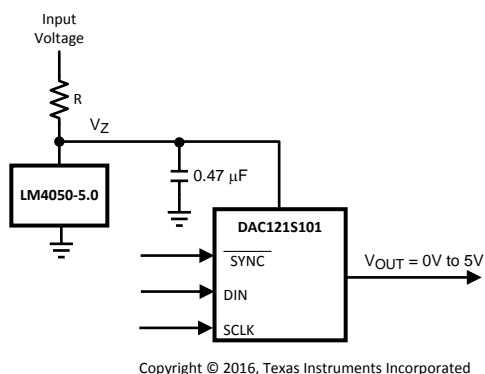 Input
Voltage
R
VZ
0.47 μF
LM4050-5.0
DAC121S101
SYNC
DIN
SCLK
VOUT = 0V to 5V
Copyright © 2016, Texas Instruments Incorporated